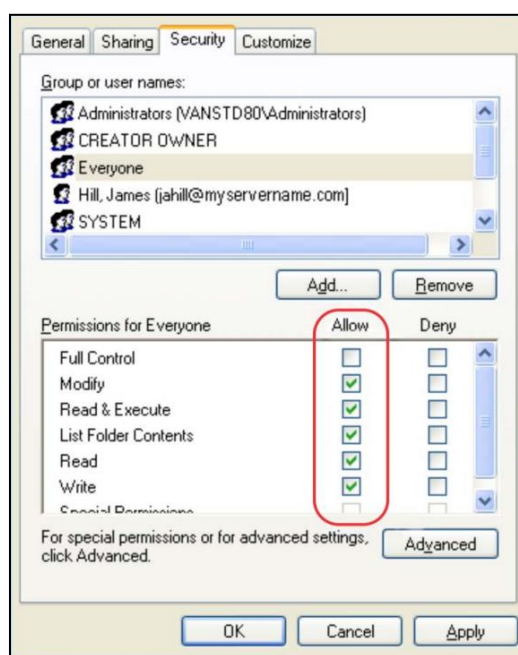 General Sharing Security Customize
Group or user names:
Administrators (VANSTD80\Administrators)
CREATOR OWNER
Everyone
Hill, James (jahill@myservername.com]
SYSTEM
Add... Remove
Permissions for Everyone Allow Deny
Full Control
Modify
Read & Execute
List Folder Contents
Read
Write
Special Permissions
For special permissions or for advanced settings, Advanced
click Advanced.
OK Cancel Apply